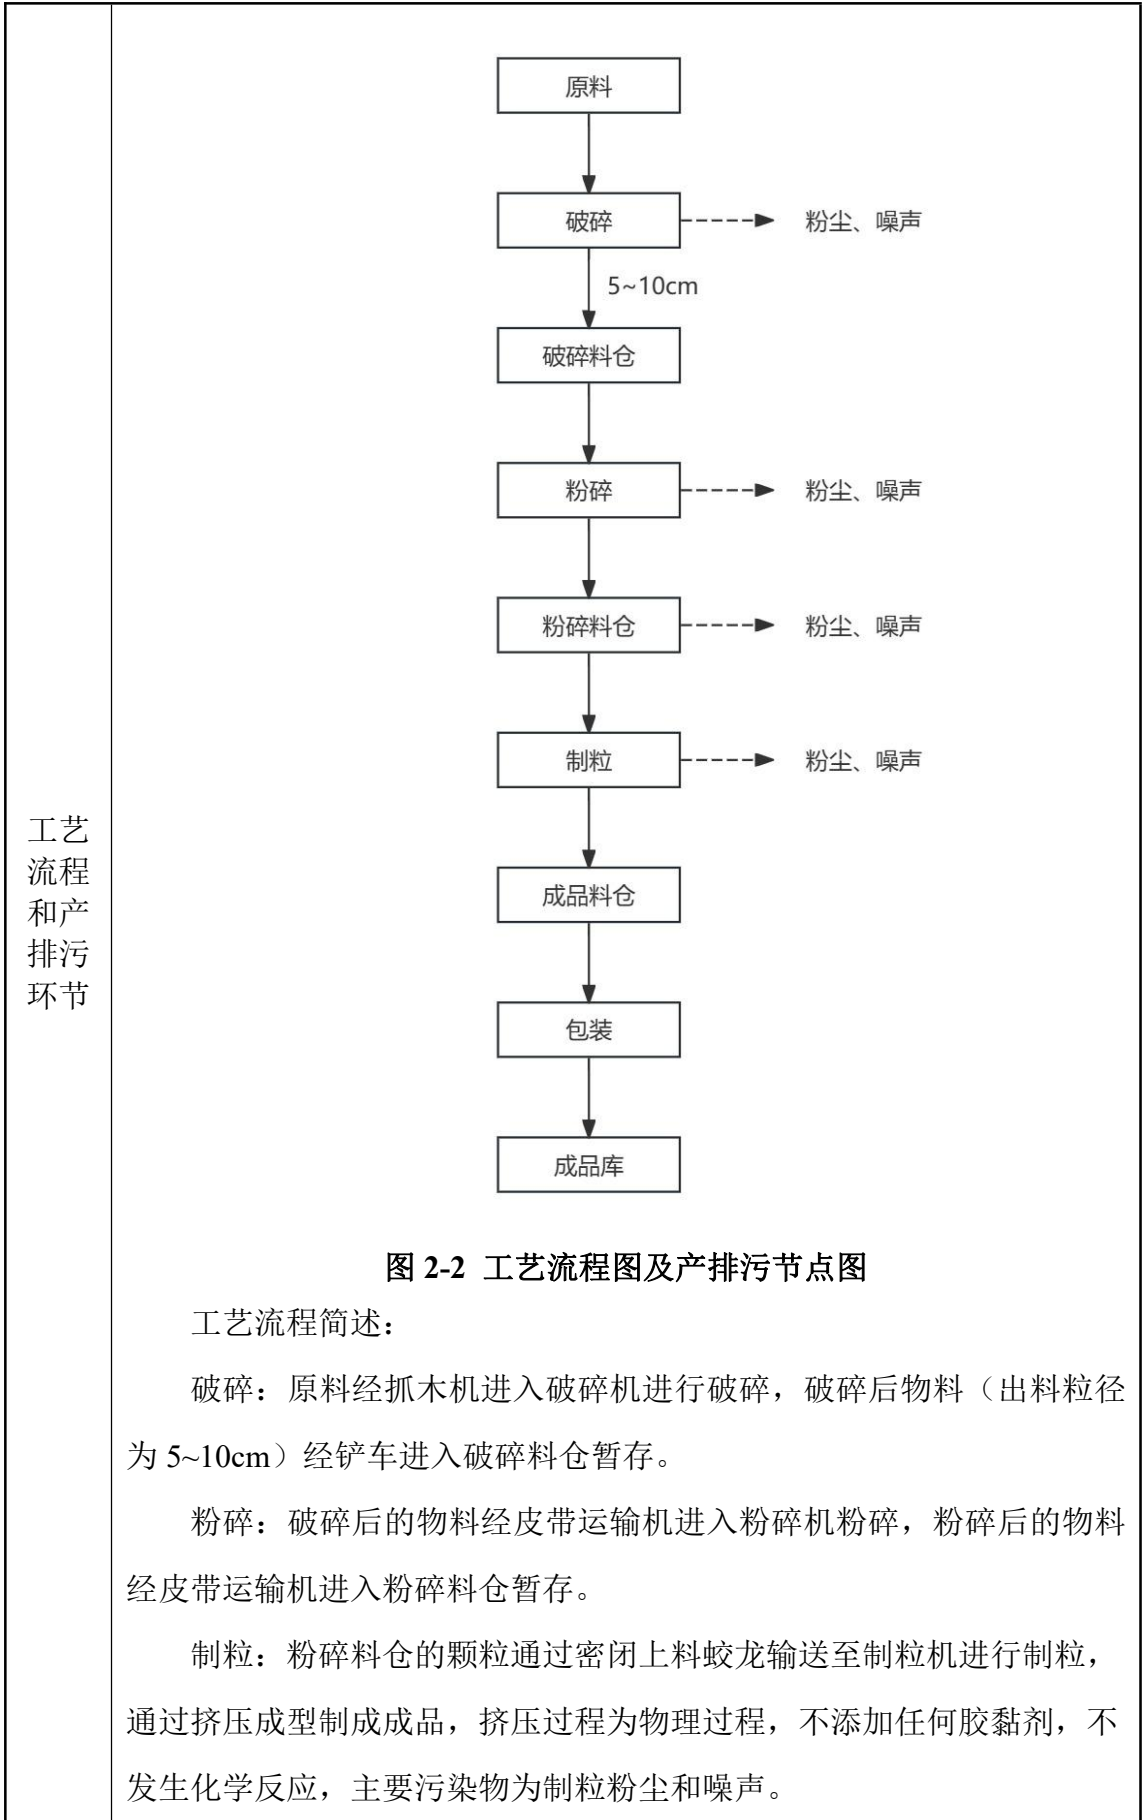 工艺
流程
和产
排污
环节
原料
破碎
粉尘、噪声
5~10cm
破碎料仓
粉碎
粉尘、噪声
粉碎料仓
粉尘、噪声
制粒
粉尘、噪声
成品料仓
包装
成品库
图 2-2 工艺流程图及产排污节点图
工艺流程简述：
破碎：原料经抓木机进入破碎机进行破碎，破碎后物料（出料粒径
为 5~10cm）经铲车进入破碎料仓暂存。
粉碎：破碎后的物料经皮带运输机进入粉碎机粉碎，粉碎后的物料
经皮带运输机进入粉碎料仓暂存。
制粒：粉碎料仓的颗粒通过密闭上料蛟龙输送至制粒机进行制粒，
通过挤压成型制成成品，挤压过程为物理过程，不添加任何胶黏剂，不
发生化学反应，主要污染物为制粒粉尘和噪声。